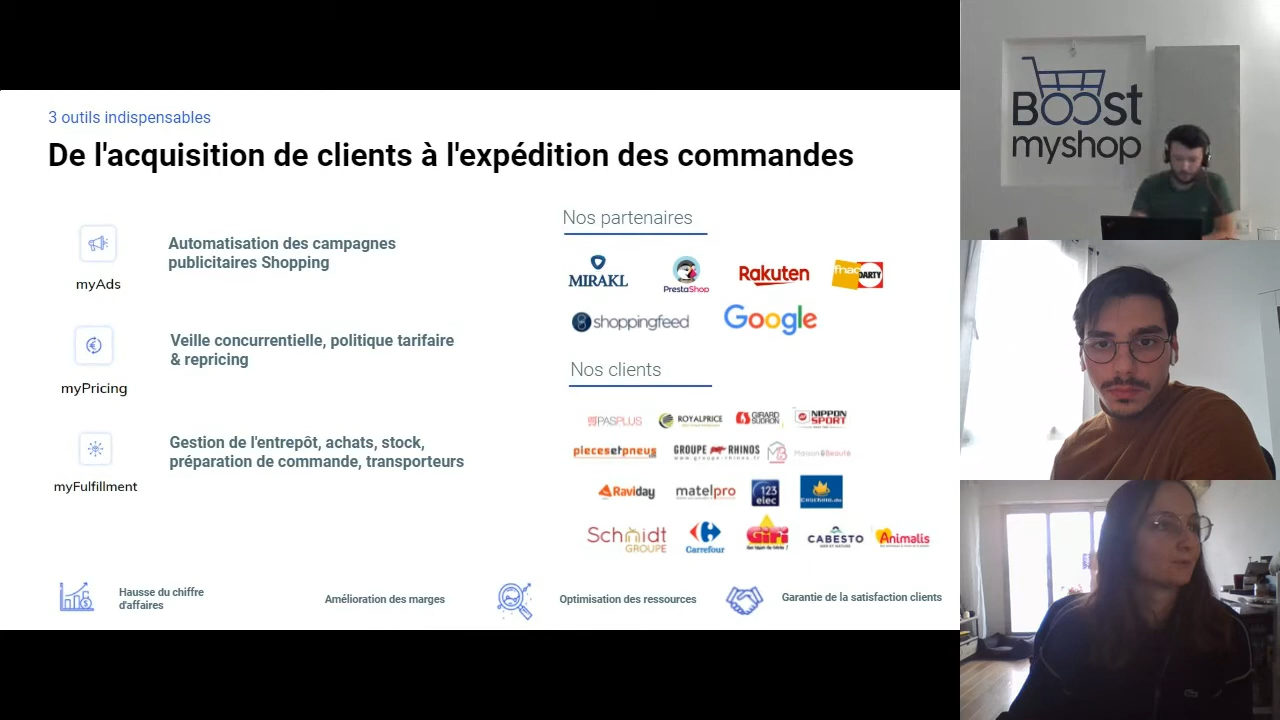 3 outils indispensables
De l'acquisition de clients à l'expédition des commandes
myAds
Automatisation des campagnes
publicitaires Shopping
myPricing
Veille concurrentielle, politique tarifaire
& repricing
myFulfillment
Gestion de l'entrepôt, achats, stock,
préparation de commande, transporteurs
Nos partenaires
MIRAKL
PrestaShop
Rakuten
fnac DARTY
shoppingfeed
Google
Nos clients
PASPLUS
ROYALPRICE
GIRARD
SUDRON
NIPPON
SPORT
piecesetpneus
GROUPE RHINOS
www.groupe-rhinos.fr
Maison&Beauté
Raviday
matelpro
123
elec
Schmidt
GROUPE
Carrefour
GiFi
CABESTO
Animalis
Hausse du chiffre
d'affaires
Amélioration des marges
Optimisation des ressources
Garantie de la satisfaction clients
BOOst
myshop